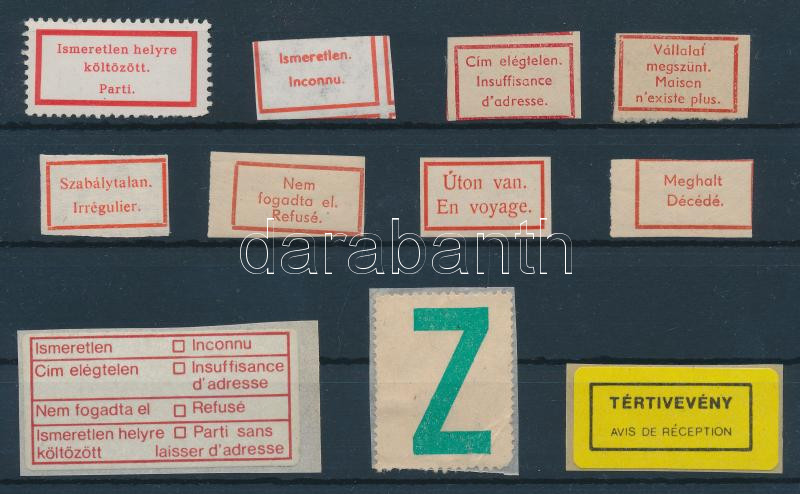 Ismeretlen helyre
költözött.
Parti.
Ismeretlen.
Inconnu.
Cím elégtelen.
Insuffisance
d'adresse.
Vállalat
megszünt.
Maison
n'existe plus.
Szabálytalan.
Irrégulier.
Nem
fogadta el.
Refusé.
Úton van.
En voyage.
Meghalt
Décédé.
darabanth
Ismeretlen Inconnu
Cim elégtelen Insuffisance
d'adresse
Nem fogadta el Refusé
Ismeretlen helyre Parti sans
költözött laisser d'adresse
Z
TÉRTIVEVÉNY
AVIS DE RÉCEPTION